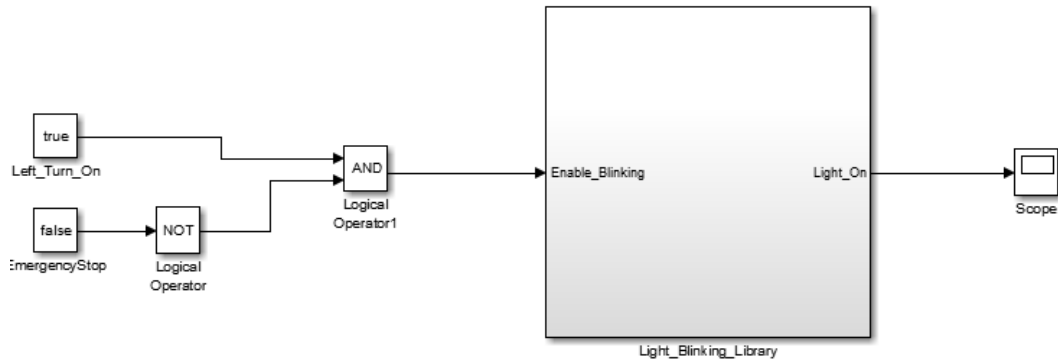 true
Left_Turn_On
false
EmergencyStop
NOT
Logical
Operator
AND
Logical
Operator1
Enable_Blinking
Light_On
Light_Blinking_Library
Scope